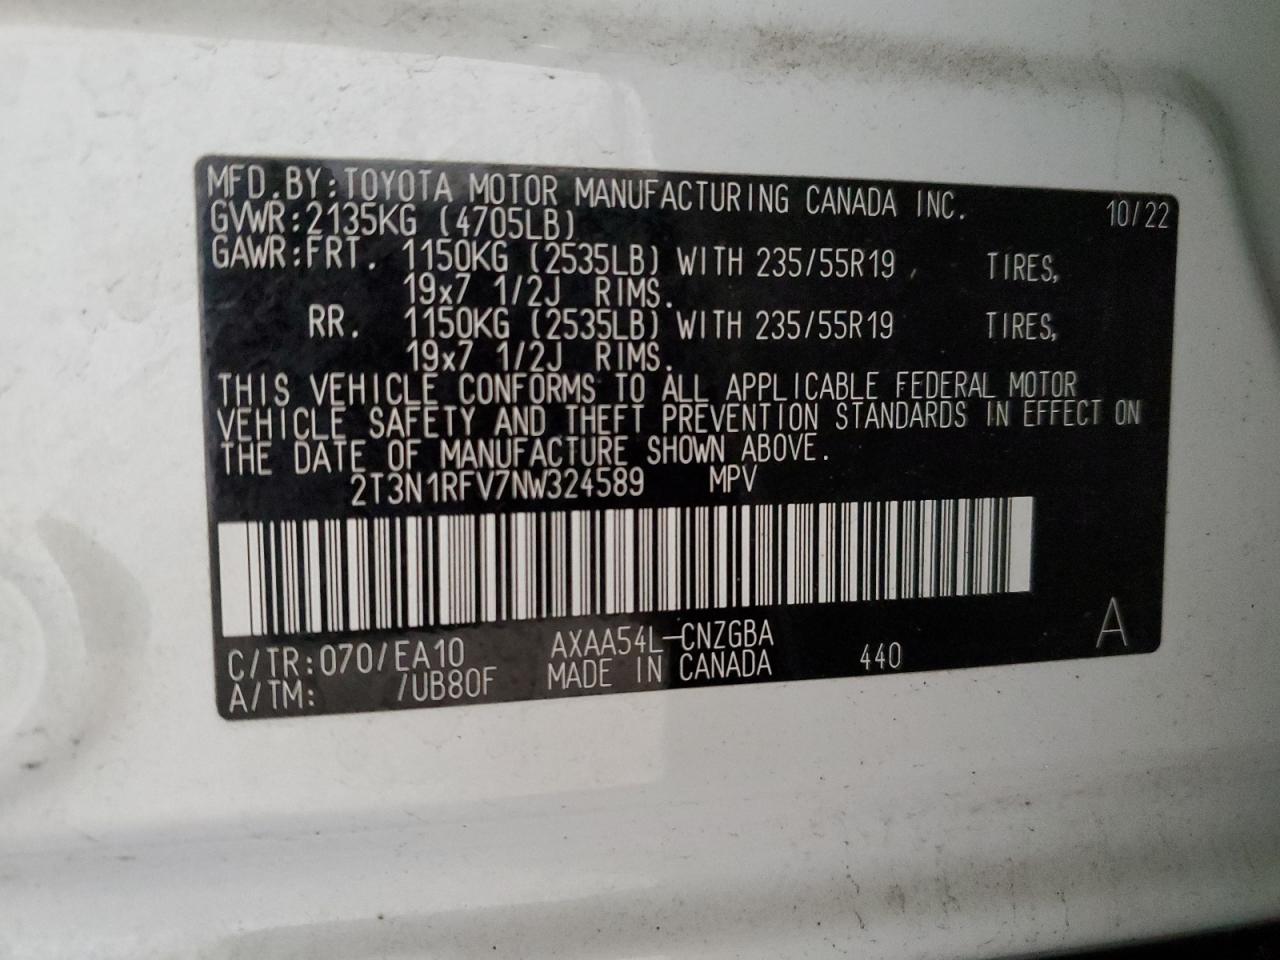 MFD.BY:TOYOTA MOTOR MANUFACTURING CANADA INC. 10/22
GVWR:2135KG (4705LB)
GAWR:FRT. 1150KG (2535LB) WITH 235/55R19 TIRES,
19x7 1/2J RIMS.
RR. 1150KG (2535LB) WITH 235/55R19 TIRES,
19x7 1/2J RIMS.
THIS VEHICLE CONFORMS TO ALL APPLICABLE FEDERAL MOTOR
VEHICLE SAFETY AND THEFT PREVENTION STANDARDS IN EFFECT ON
THE DATE OF MANUFACTURE SHOWN ABOVE.
2T3N1RFV7NW324589 MPV
C/TR:070/EA10 AXAA54L-CNZGBA
A/TM: /UB80F MADE IN CANADA 440 A